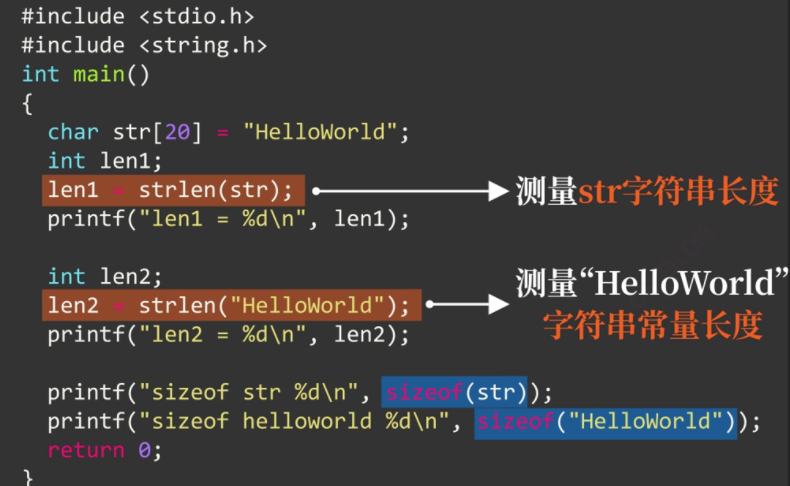 #include <stdio.h>
#include <string.h>
int main()
{
char str[20] = "HelloWorld";
int len1;
len1 = strlen(str);
测量str字符串长度
printf("len1 = %d\n", len1);
int len2;
len2 = strlen("HelloWorld");
测量“HelloWorld”
字符串常量长度
printf("len2 = %d\n", len2);
printf("sizeof str %d\n", sizeof(str));
printf("sizeof helloworld %d\n", sizeof("HelloWorld"));
return 0;
}